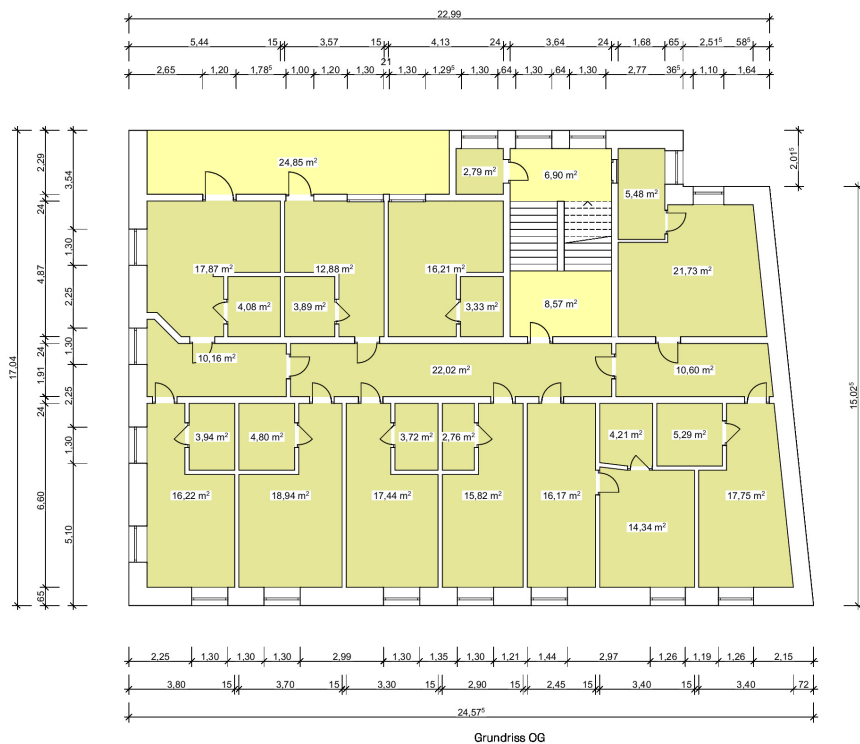 22,99
5,44 15 3,57 15 4,13 24 3,64 24 1,68 65 2,51⁵ 58⁵
21
2,65 1,20 1,78⁵ 1,00 1,20 1,30 1,30 1,29⁵ 1,30 64 1,30 64 1,30 2,77 36⁵ 1,10 1,64
17,04
2,29 24 4,87 24 1,91 24 6,60 65
3,54 1,30 2,25 1,30 2,25 1,30 5,10
2,01⁵
15,02⁵
24,85 m²
2,79 m²
6,90 m²
5,48 m²
17,87 m²
12,88 m²
16,21 m²
21,73 m²
4,08 m²
3,89 m²
3,33 m²
8,57 m²
10,16 m²
22,02 m²
10,60 m²
3,94 m²
4,80 m²
3,72 m²
2,76 m²
4,21 m²
5,29 m²
16,22 m²
18,94 m²
17,44 m²
15,82 m²
16,17 m²
17,75 m²
14,34 m²
2,25 1,30 1,30 1,30 2,99 1,30 1,35 1,30 1,21 1,44 2,97 1,26 1,19 1,26 2,15
3,80 15 3,70 15 3,30 15 2,90 15 2,45 15 3,40 15 3,40 72
24,57⁵
Grundriss OG